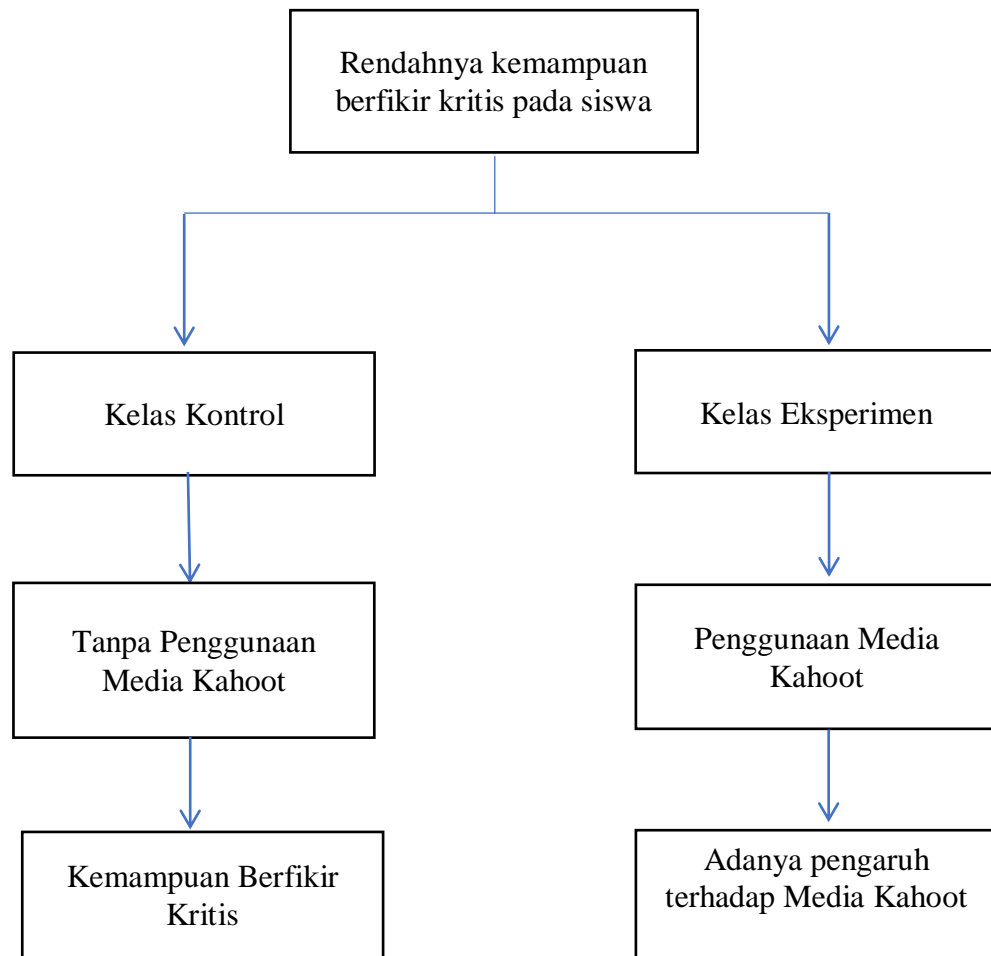 Rendahnya kemampuan
berfikir kritis pada siswa
Kelas Kontrol
Kelas Eksperimen
Tanpa Penggunaan
Media Kahoot
Penggunaan Media
Kahoot
Kemampuan Berfikir
Kritis
Adanya pengaruh
terhadap Media Kahoot